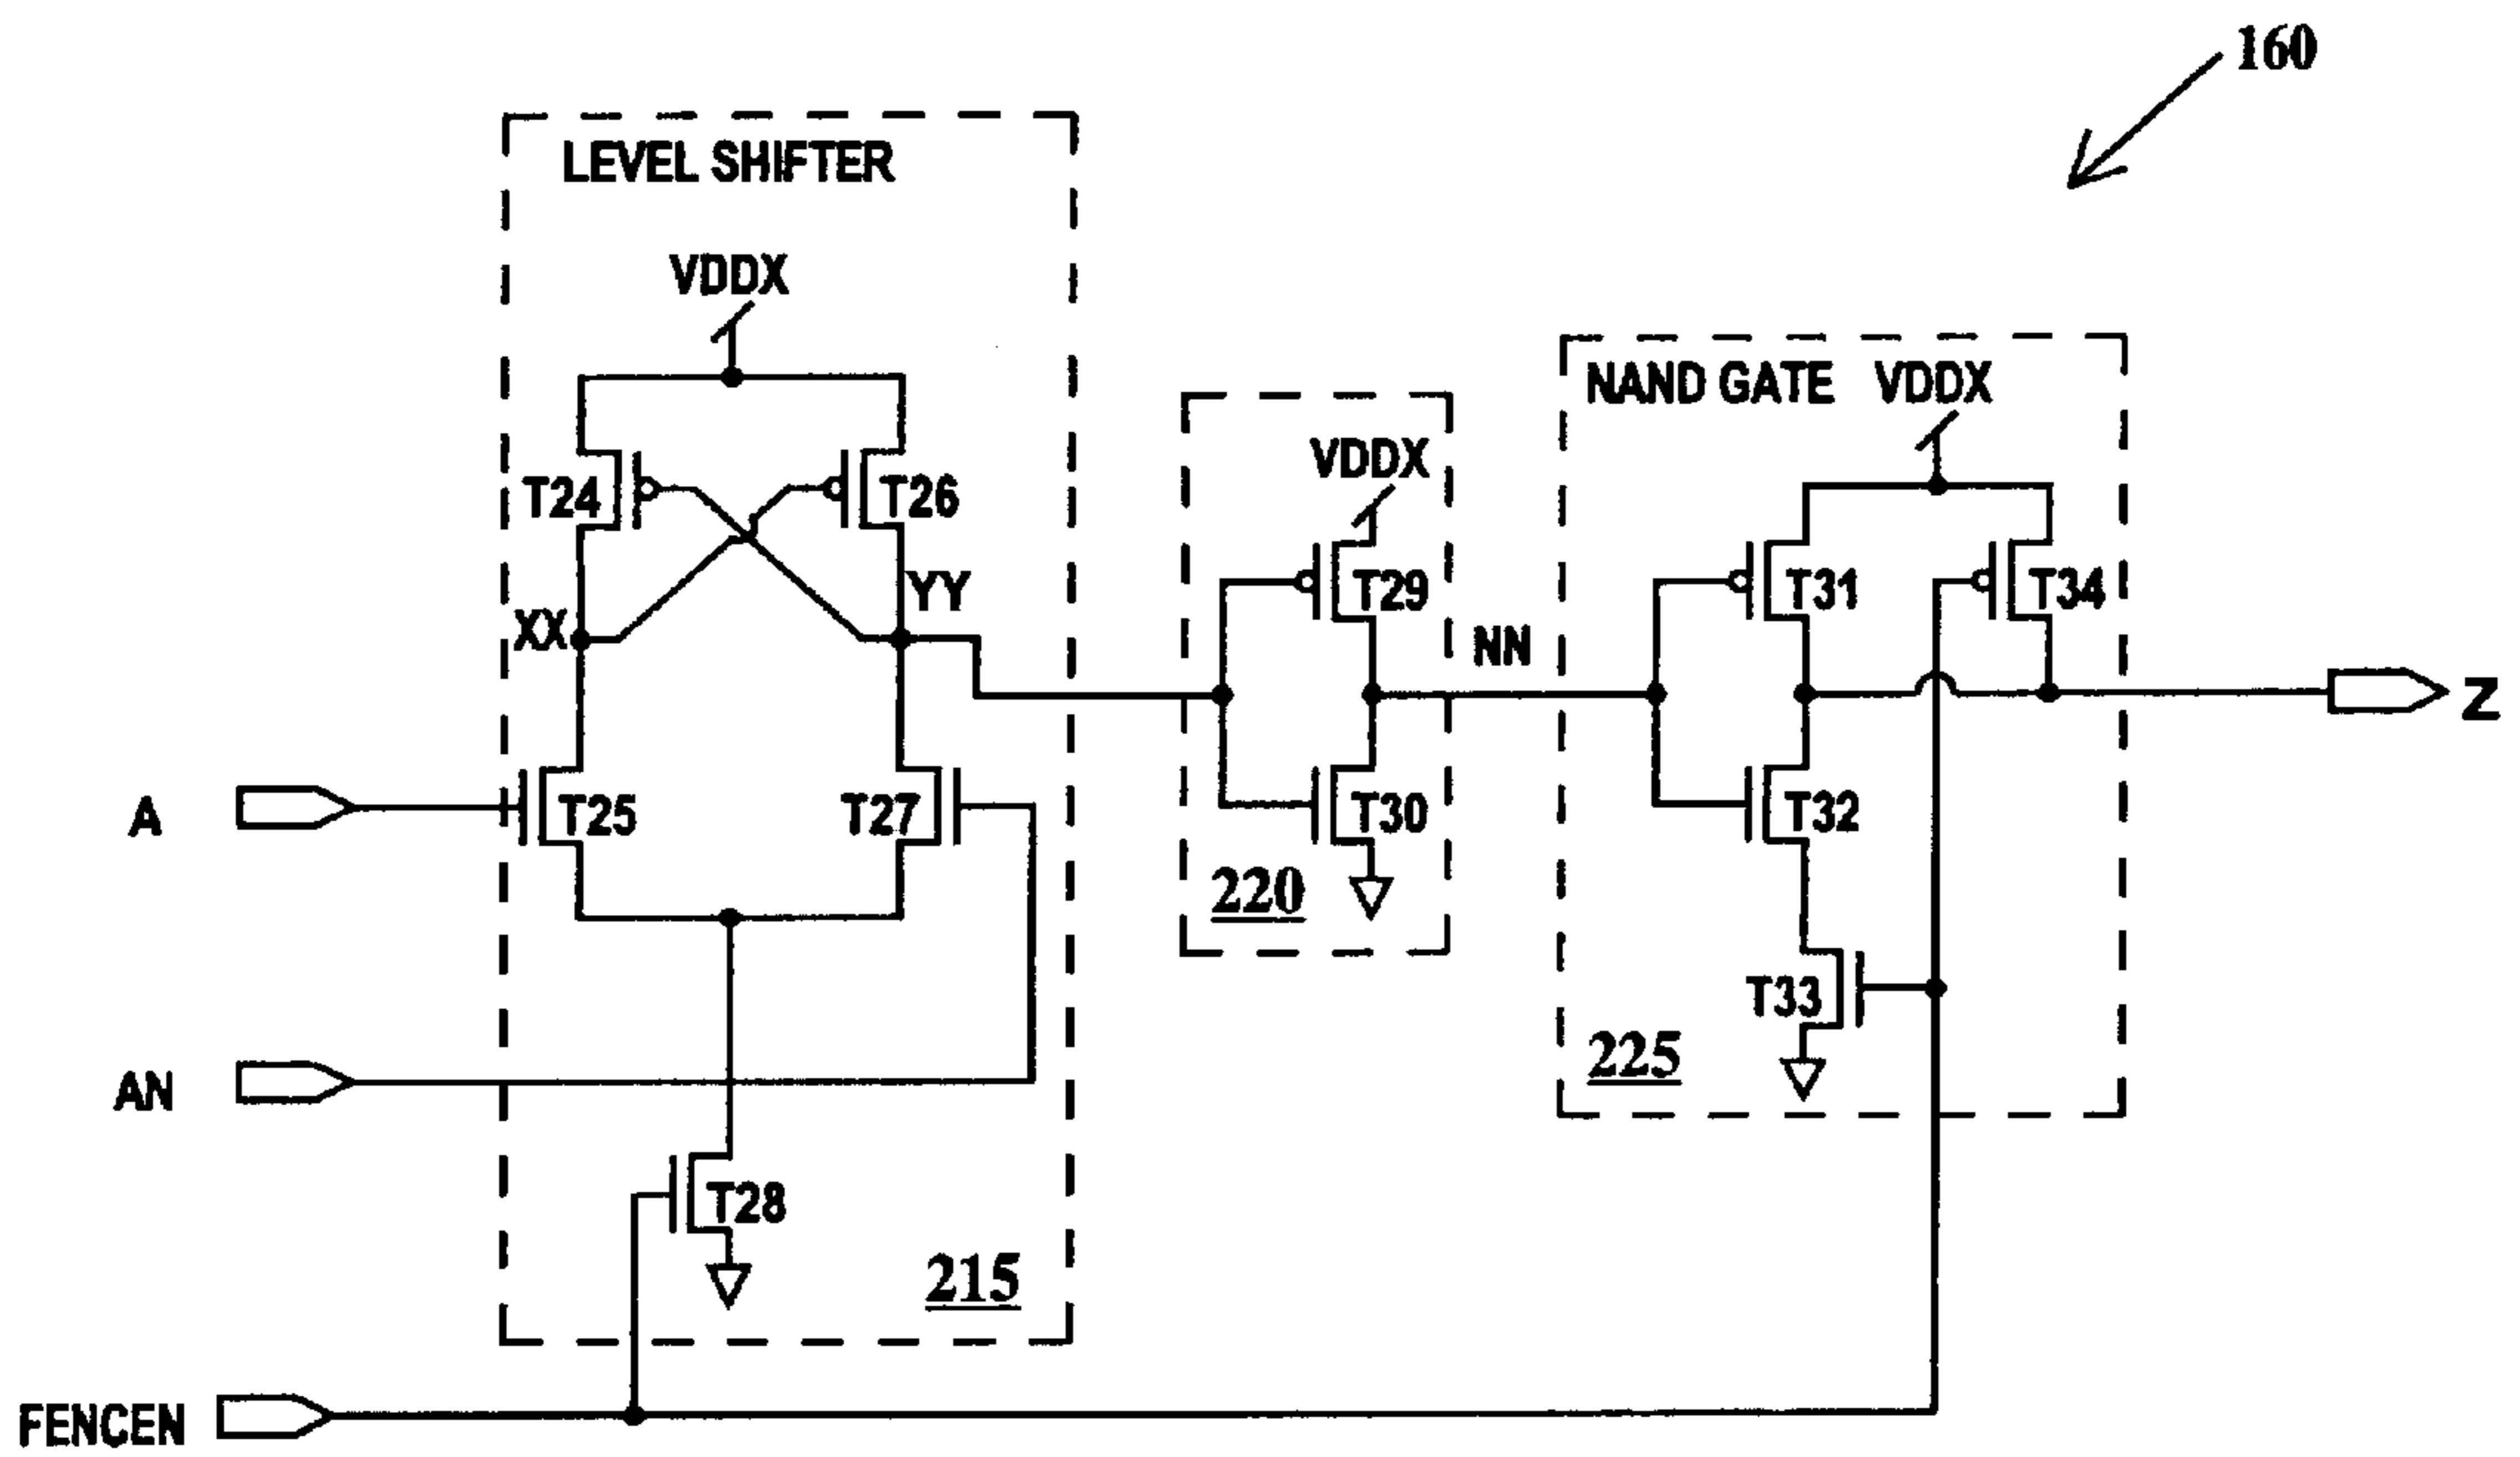 160
LEVEL SHIFTER
VDDX
T24
T26
XX
YY
A
T25
T27
AN
T28
215
FENCEN
VDDX
T29
T30
220
NN
NAND GATE VDDX
T31
T34
T32
T33
225
Z